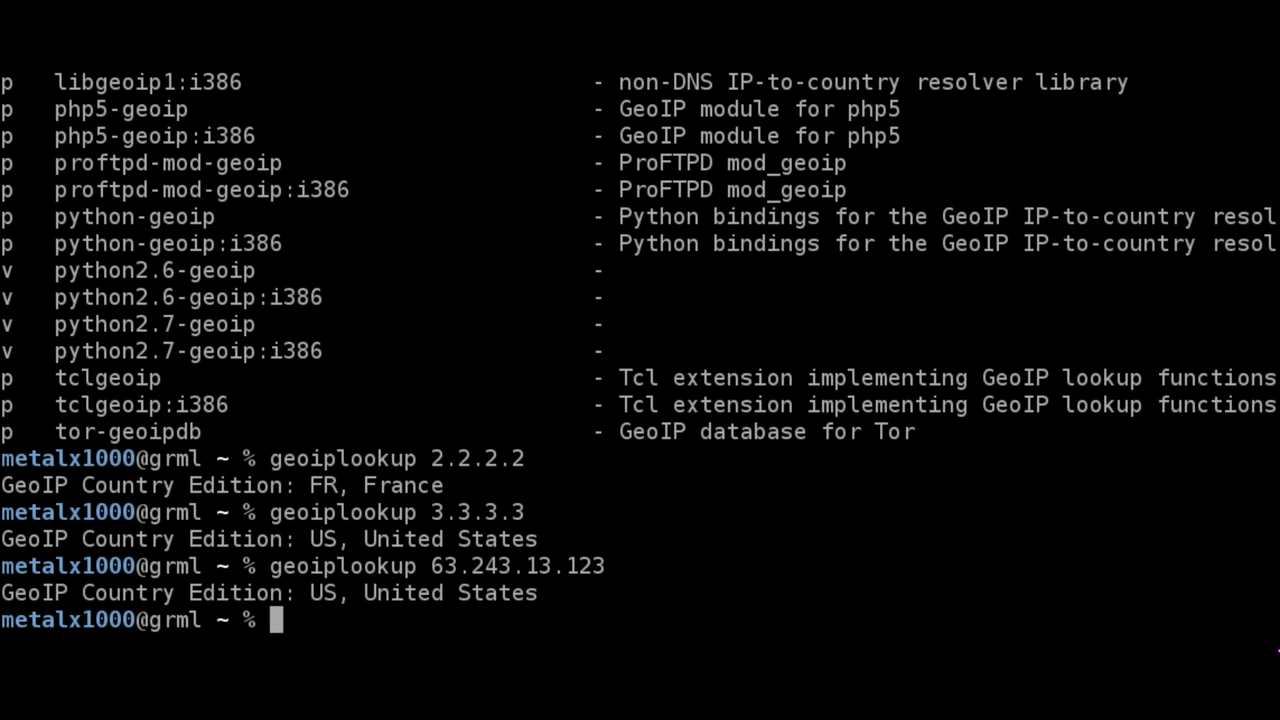 p   libgeoip1:i386                          - non-DNS IP-to-country resolver library
p   php5-geoip                              - GeoIP module for php5
p   php5-geoip:i386                         - GeoIP module for php5
p   proftpd-mod-geoip                       - ProFTPD mod_geoip
p   proftpd-mod-geoip:i386                  - ProFTPD mod_geoip
p   python-geoip                            - Python bindings for the GeoIP IP-to-country resol
p   python-geoip:i386                       - Python bindings for the GeoIP IP-to-country resol
v   python2.6-geoip                         -
v   python2.6-geoip:i386                    -
v   python2.7-geoip                         -
v   python2.7-geoip:i386                    -
p   tclgeoip                                - Tcl extension implementing GeoIP lookup functions
p   tclgeoip:i386                           - Tcl extension implementing GeoIP lookup functions
p   tor-geoipdb                             - GeoIP database for Tor
metalx1000@grml ~ % geoiplookup 2.2.2.2
GeoIP Country Edition: FR, France
metalx1000@grml ~ % geoiplookup 3.3.3.3
GeoIP Country Edition: US, United States
metalx1000@grml ~ % geoiplookup 63.243.13.123
GeoIP Country Edition: US, United States
metalx1000@grml ~ %